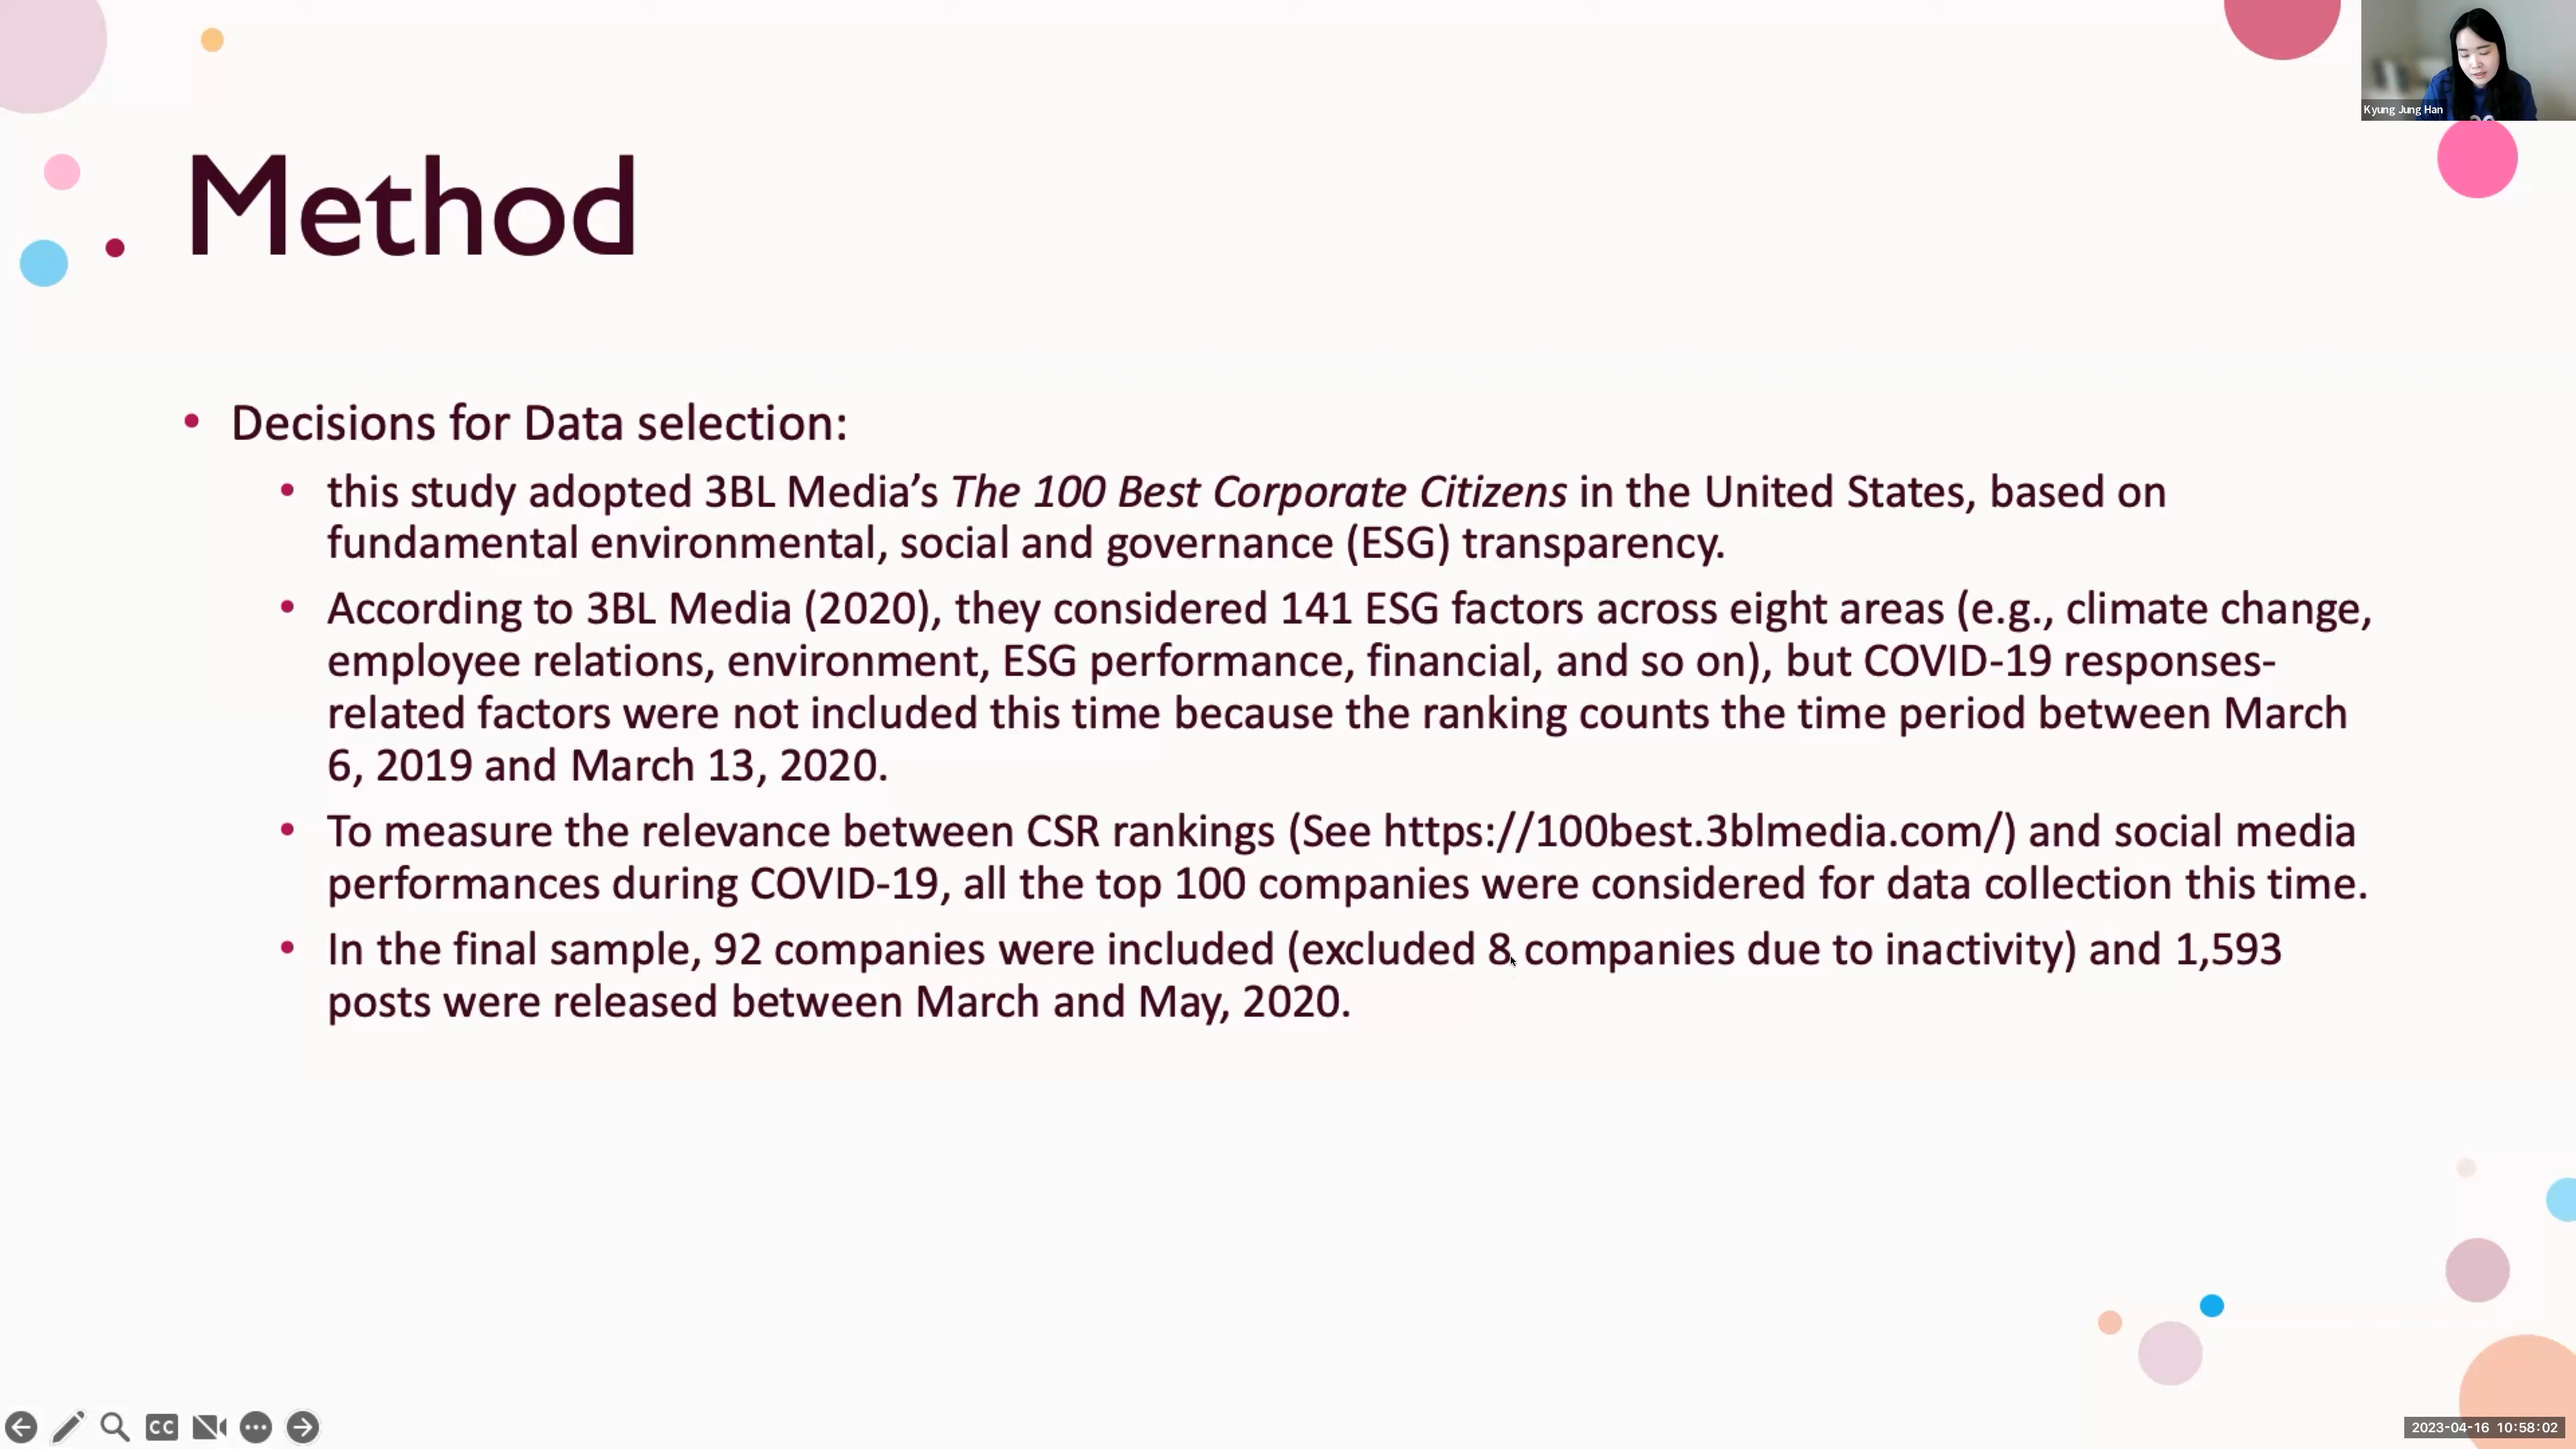 Kyung Jung Han
Method
• Decisions for Data selection:
• this study adopted 3BL Media’s The 100 Best Corporate Citizens in the United States, based on
fundamental environmental, social and governance (ESG) transparency.
• According to 3BL Media (2020), they considered 141 ESG factors across eight areas (e.g., climate change,
employee relations, environment, ESG performance, financial, and so on), but COVID-19 responses-
related factors were not included this time because the ranking counts the time period between March
6, 2019 and March 13, 2020.
• To measure the relevance between CSR rankings (See https://100best.3blmedia.com/) and social media
performances during COVID-19, all the top 100 companies were considered for data collection this time.
• In the final sample, 92 companies were included (excluded 8 companies due to inactivity) and 1,593
posts were released between March and May, 2020.
CC
2023-04-16 10:58:02